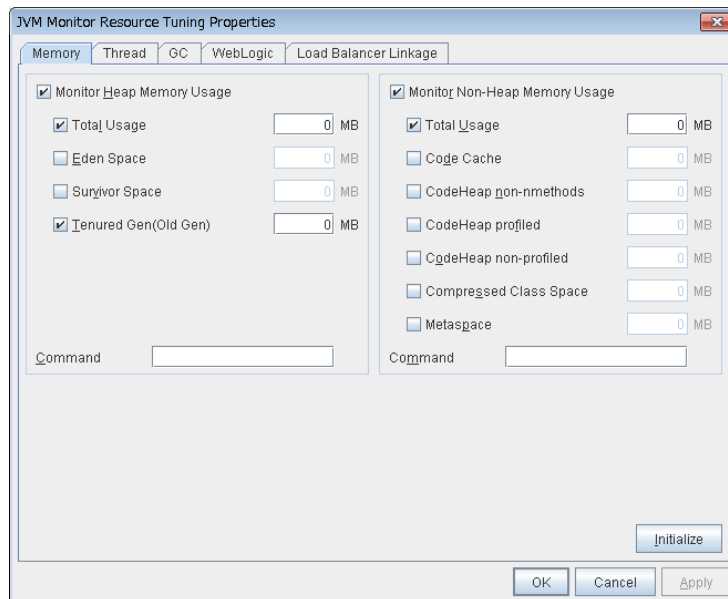 JVM Monitor Resource Tuning Properties
Memory Thread GC WebLogic Load Balancer Linkage
Monitor Heap Memory Usage
Total Usage 0 MB
Eden Space 0 MB
Survivor Space 0 MB
Tenured Gen(Old Gen) 0 MB
Command
Monitor Non-Heap Memory Usage
Total Usage 0 MB
Code Cache 0 MB
CodeHeap non-nmethods 0 MB
CodeHeap profiled 0 MB
CodeHeap non-profiled 0 MB
Compressed Class Space 0 MB
Metaspace 0 MB
Command
Initialize
OK Cancel Apply